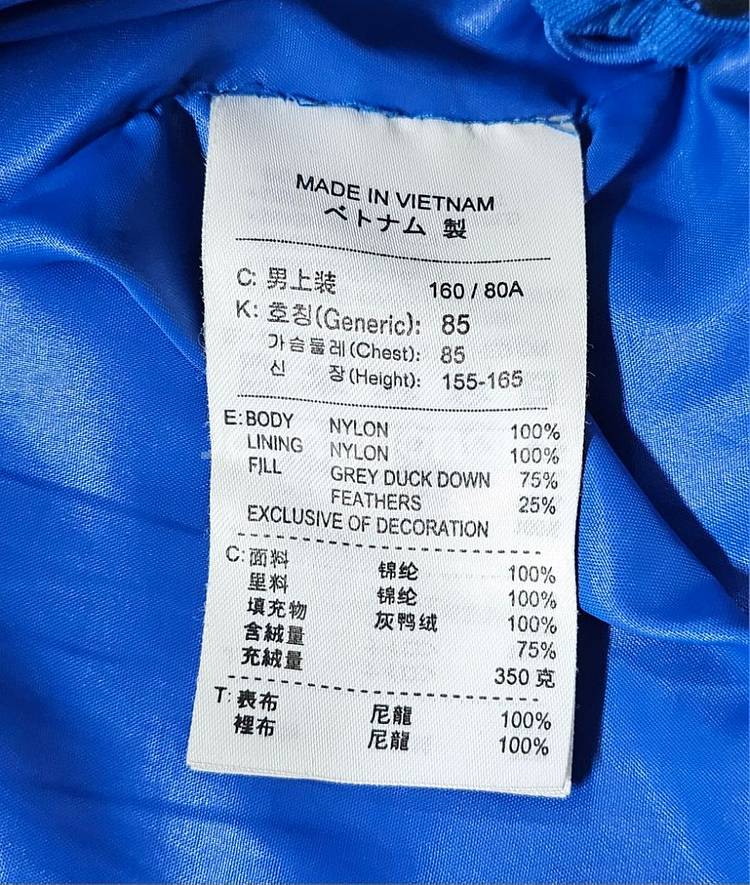 MADE IN VIETNAM
ベトナム 製
C: 男上装 160 / 80A
K: 호칭(Generic): 85
가슴둘레(Chest): 85
신 장(Height): 155-165
E: BODY NYLON 100%
LINING NYLON 100%
FILL GREY DUCK DOWN 75%
FEATHERS 25%
EXCLUSIVE OF DECORATION
C: 面料 锦纶 100%
里料 锦纶 100%
填充物 灰鸭绒 100%
含絨量 75%
充絨量 350 克
T: 表布 尼龍 100%
裡布 尼龍 100%